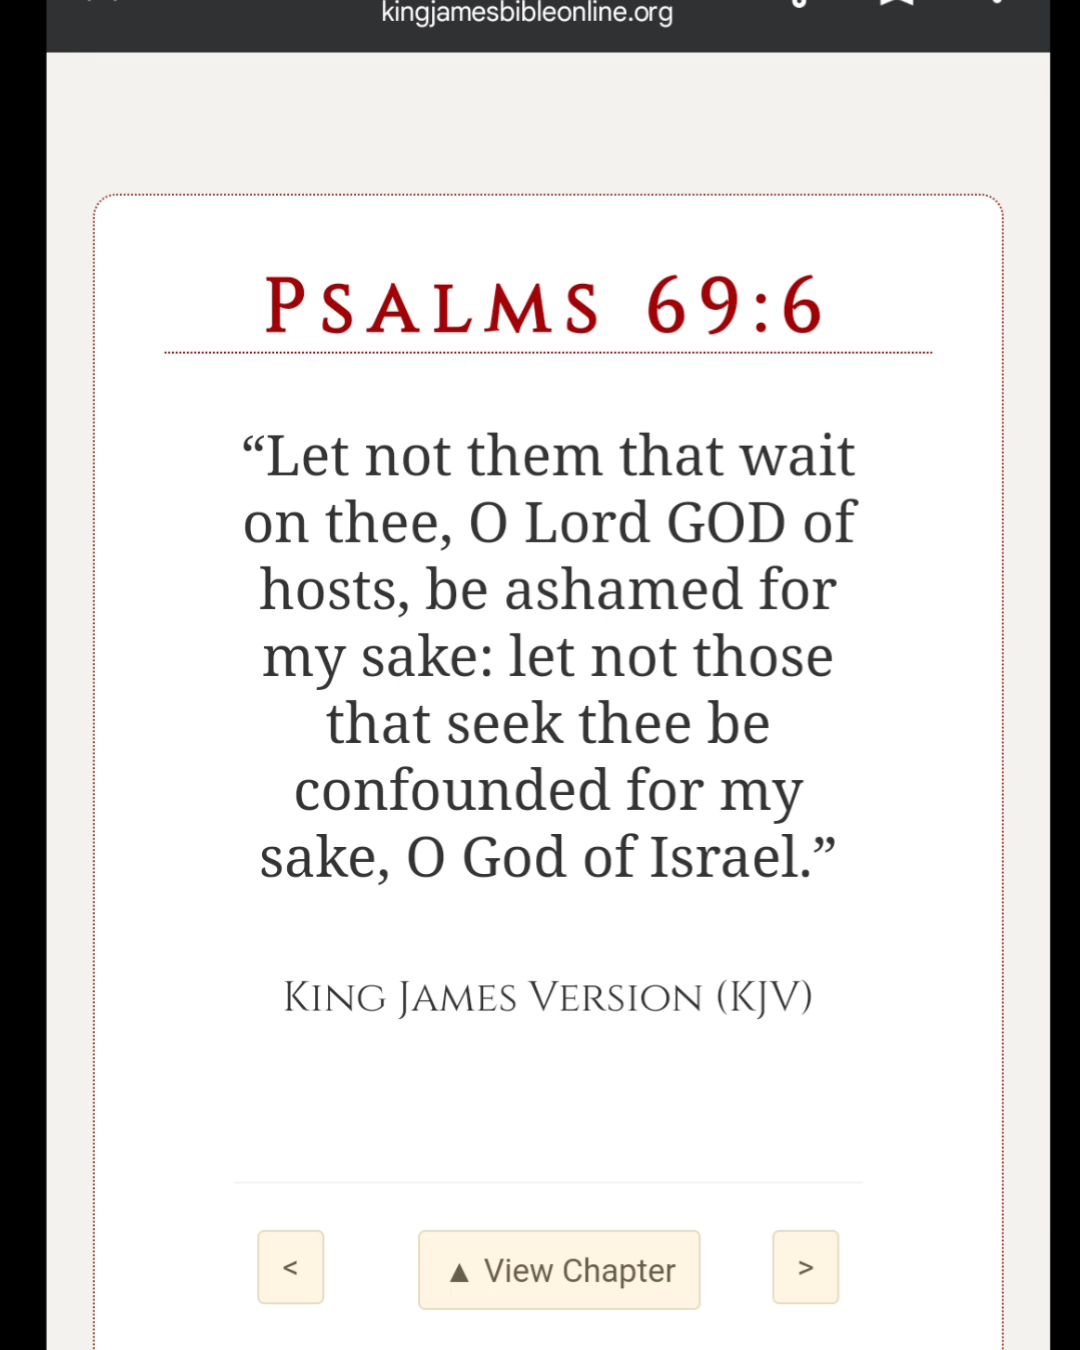 kingjamesbibleonline.org
Psalms 69:6
“Let not them that wait
on thee, O Lord GOD of
hosts, be ashamed for
my sake: let not those
that seek thee be
confounded for my
sake, O God of Israel.”
King James Version (KJV)
<
▲ View Chapter
>